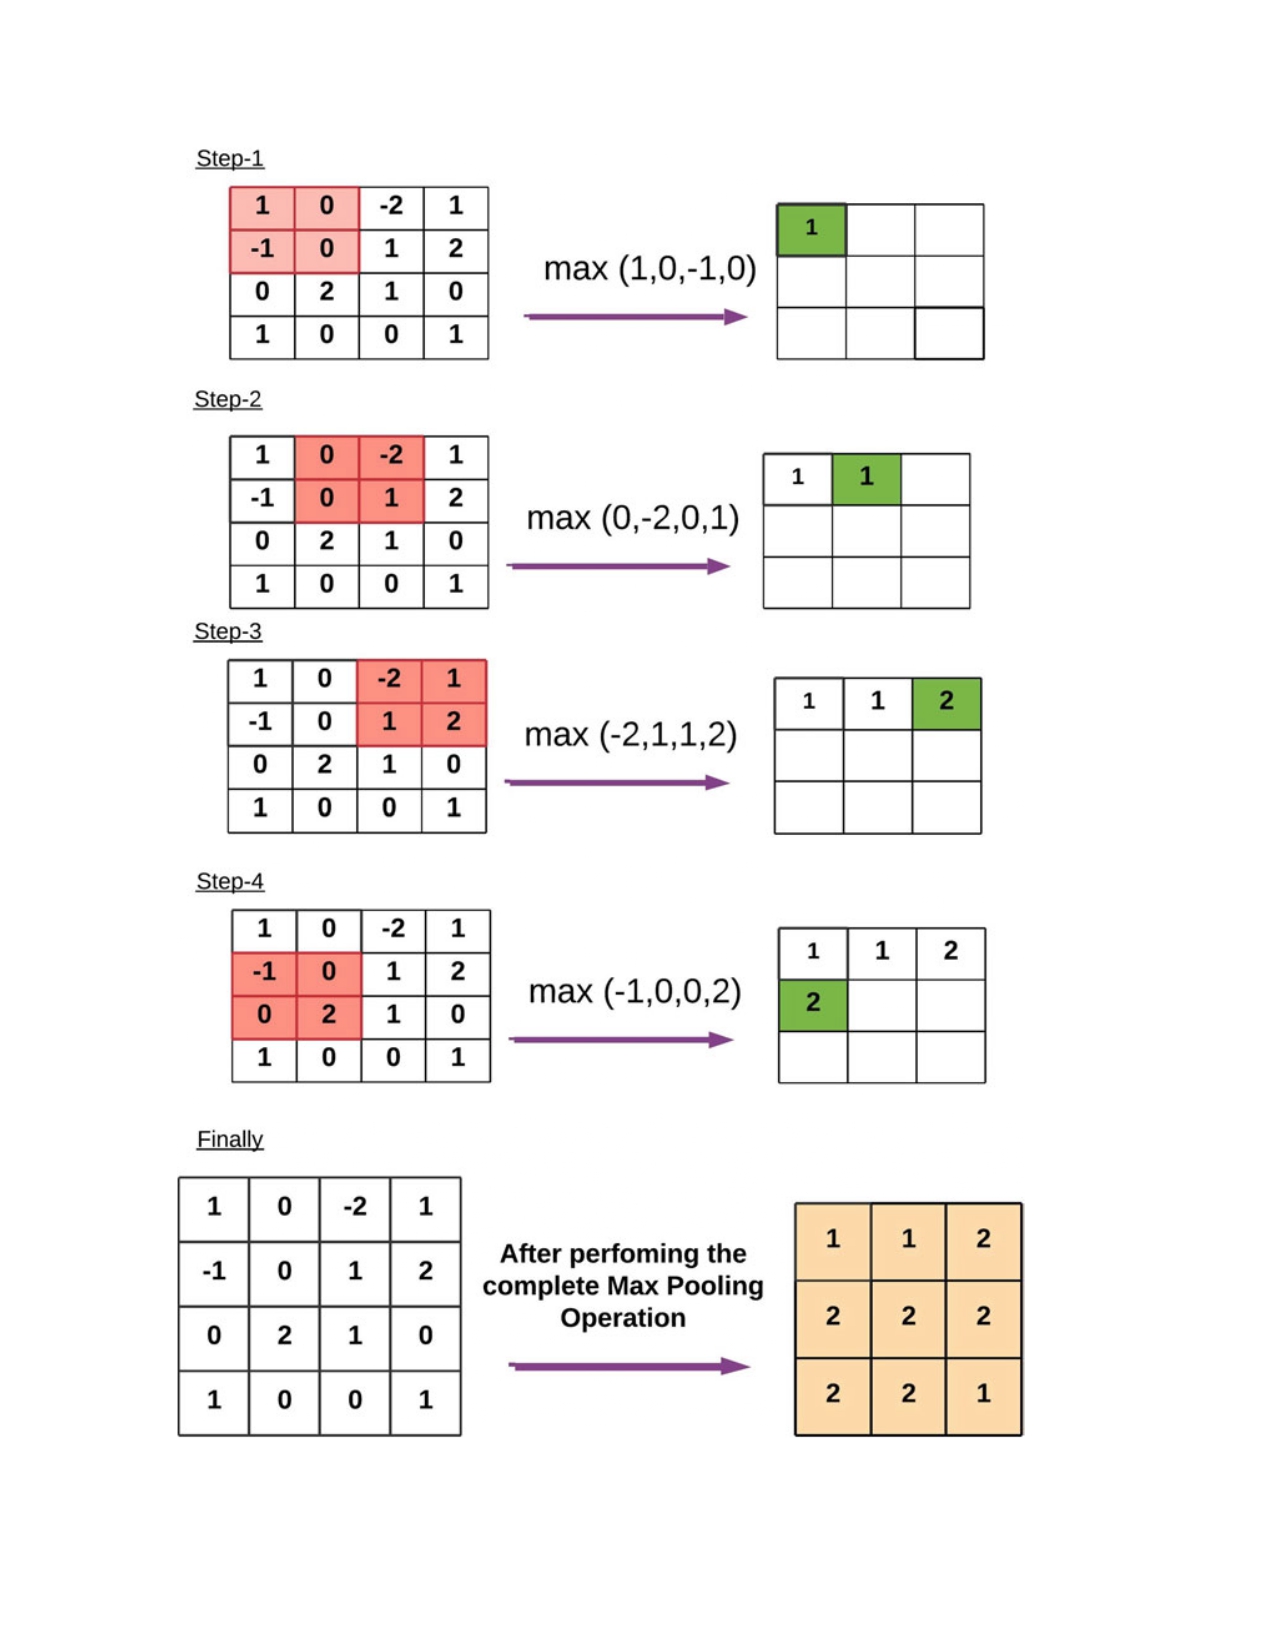 Step-1
1 0 -2 1
-1 0 1 2
0 2 1 0
1 0 0 1
max (1,0,-1,0)
1
Step-2
1 0 -2 1
-1 0 1 2
0 2 1 0
1 0 0 1
max (0,-2,0,1)
1 1
Step-3
1 0 -2 1
-1 0 1 2
0 2 1 0
1 0 0 1
max (-2,1,1,2)
1 1 2
Step-4
1 0 -2 1
-1 0 1 2
0 2 1 0
1 0 0 1
max (-1,0,0,2)
1 1 2
2
Finally
1 0 -2 1
-1 0 1 2
0 2 1 0
1 0 0 1
After perfoming the
complete Max Pooling
Operation
1 1 2
2 2 2
2 2 1